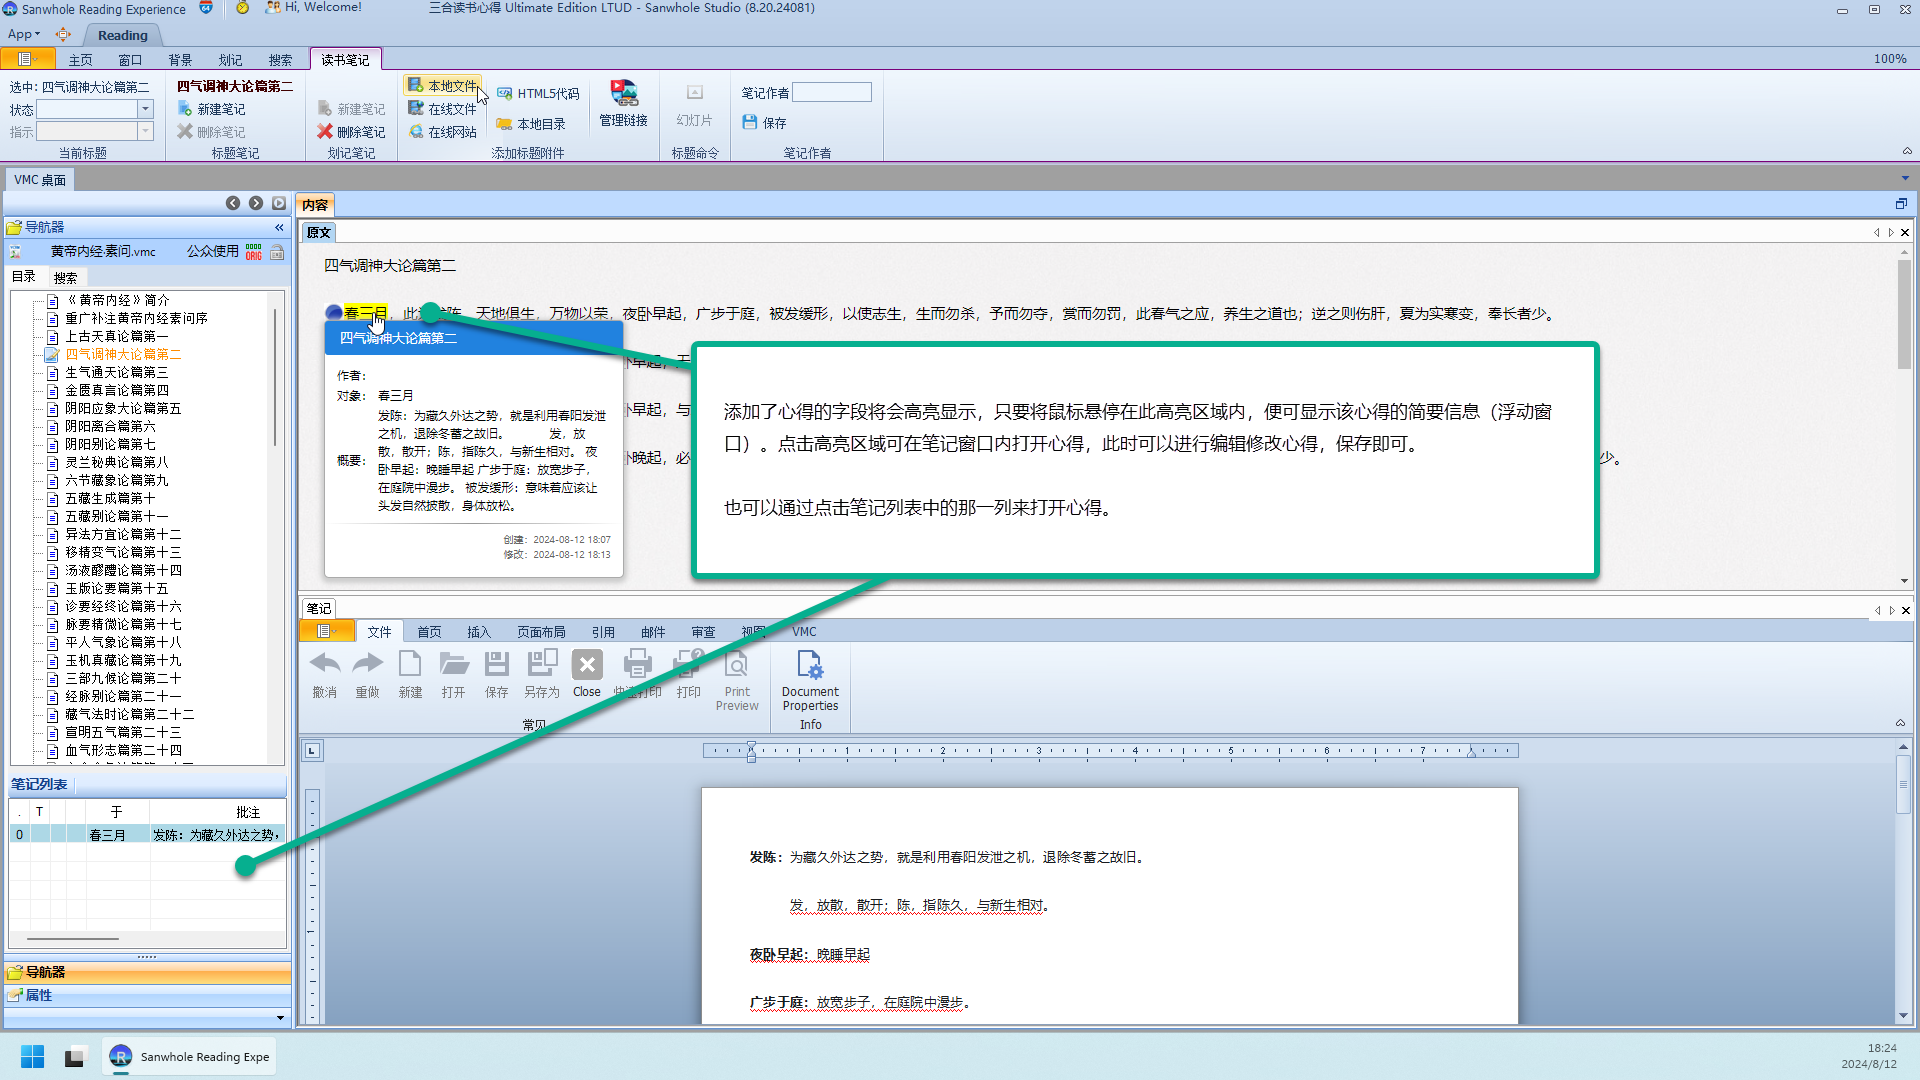 Sanwhole Reading Experience
64
Hi, Welcome!
三合读书心得 Ultimate Edition LTUD - Sanwhole Studio (8.20.24081)
App
Reading
主页
窗口
背景
划记
搜索
读书笔记
100%
选中: 四气调神大论篇第二
状态
指示
当前标题
四气调神大论篇第二
新建笔记
删除笔记
标题笔记
新建笔记
删除笔记
划记笔记
本地文件
在线文件
在线网站
HTML5代码
本地目录
添加标题附件
管理链接
幻灯片
标题命令
笔记作者
保存
笔记作者
VMC 桌面
导航器
黄帝内经·素问.vmc
公众使用
ORIG
目录
搜索
《黄帝内经》简介
重广补注黄帝内经素问序
上古天真论篇第一
四气调神大论篇第二
生气通天论篇第三
金匮真言论篇第四
阴阳应象大论篇第五
阴阳离合篇第六
阴阳别论篇第七
灵兰秘典论篇第八
六节藏象论篇第九
五藏生成篇第十
五藏别论篇第十一
异法方宜论篇第十二
移精变气论篇第十三
汤液醪醴论篇第十四
玉版论要篇第十五
诊要经终论篇第十六
脉要精微论篇第十七
平人气象论篇第十八
玉机真藏论篇第十九
三部九候论篇第二十
经脉别论篇第二十一
藏气法时论篇第二十二
宣明五气篇第二十三
血气形志篇第二十四
笔记列表
. T 于 批注
0 春三月 发陈：为藏久外达之势，
导航器
属性
内容
原文
四气调神大论篇第二
春三月，此 陈，天地俱生，万物以荣，夜卧早起，广步于庭，被发缓形，以使志生，生而勿杀，予而勿夺，赏而勿罚，此春气之应，养生之道也；逆之则伤肝，夏为实寒变，奉长者少。
早起，
卧早起，与
卧晚起，必
少。
四气调神大论篇第二
作者:
对象: 春三月
概要:
发陈：为藏久外达之势，就是利用春阳发泄
之机，退除冬蓄之故旧。 发，放
散，散开；陈，指陈久，与新生相对。 夜
卧早起：晚睡早起 广步于庭：放宽步子，
在庭院中漫步。 被发缓形：意味着应该让
头发自然披散，身体放松。
创建: 2024-08-12 18:07
修改: 2024-08-12 18:13
添加了心得的字段将会高亮显示，只要将鼠标悬停在此高亮区域内，便可显示该心得的简要信息（浮动窗
口）。点击高亮区域可在笔记窗口内打开心得，此时可以进行编辑修改心得，保存即可。
也可以通过点击笔记列表中的那一列来打开心得。
笔记
文件
首页
插入
页面布局
引用
邮件
审查
视图
VMC
撤消
重做
新建
打开
保存
另存为
Close
快速打印
打印
Print
Preview
常见
Document
Properties
Info
1 2 3 4 5 6 7
发陈：为藏久外达之势，就是利用春阳发泄之机，退除冬蓄之故旧。
发，放散，散开；陈，指陈久，与新生相对。
夜卧早起：晚睡早起
广步于庭：放宽步子，在庭院中漫步。
Sanwhole Reading Expe
18:24
2024/8/12